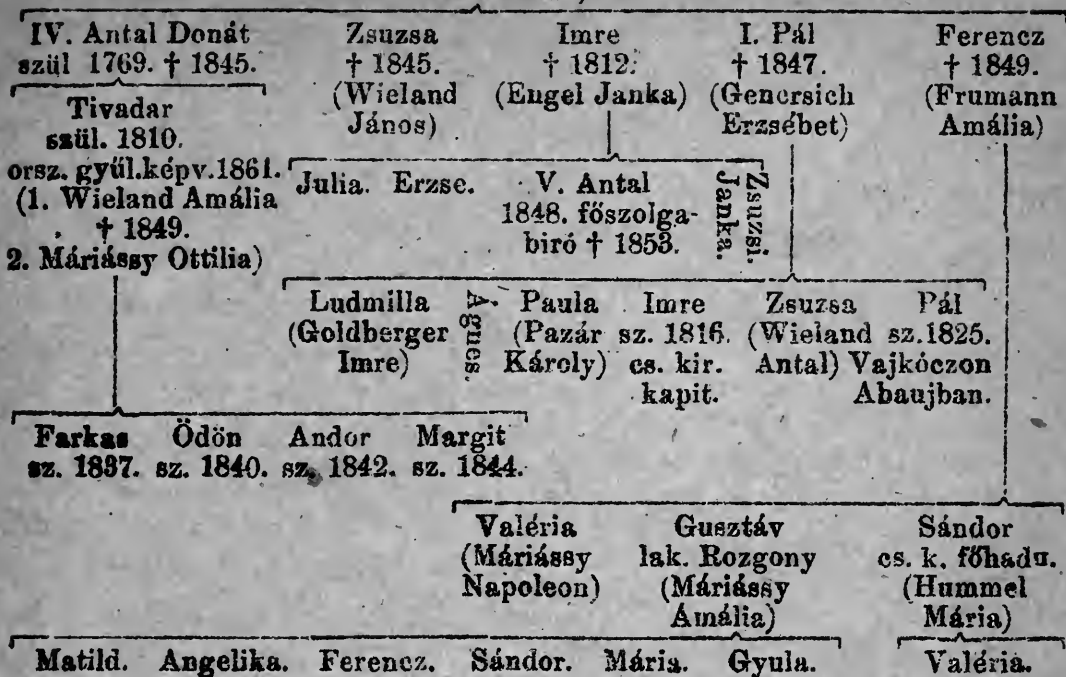 IV. Antal Donát Zsuzsa Imre I. Pál Ferencz
szül 1769. † 1845. † 1845. † 1812. † 1847. † 1849.
(Wieland János) (Engel Janka) (Genersich Erzsébet) (Frumann Amália)
Tivadar
szül. 1810.
orsz. gyűl.képv.1861.
(1. Wieland Amália
† 1849.
2. Máriássy Ottilia)
Julia. Erzse. V. Antal Zsuzsi. Janka.
1848. főszolga-
biró † 1853.
Ludmilla Ágnes. Paula Imre Zsuzsa Pál
(Goldberger (Pazár sz. 1816. (Wieland sz.1825.
Imre) Károly) cs. kir. Antal) Vajkóczon
kapit. Abaujban.
Farkas Ödön Andor Margit
sz. 1837. sz. 1840. sz. 1842. sz. 1844.
Valéria Gusztáv Sándor
(Máriássy lak. Rozgony cs. k. főhadn.
Napoleon) (Máriássy (Hummel
Amália) Mária)
Matild. Angelika. Ferencz. Sándor. Mária. Gyula. Valéria.